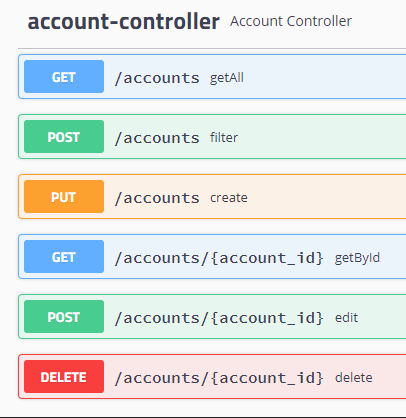 account-controller Account Controller
GET /accounts getAll
POST /accounts filter
PUT /accounts create
GET /accounts/{account_id} getById
POST /accounts/{account_id} edit
DELETE /accounts/{account_id} delete